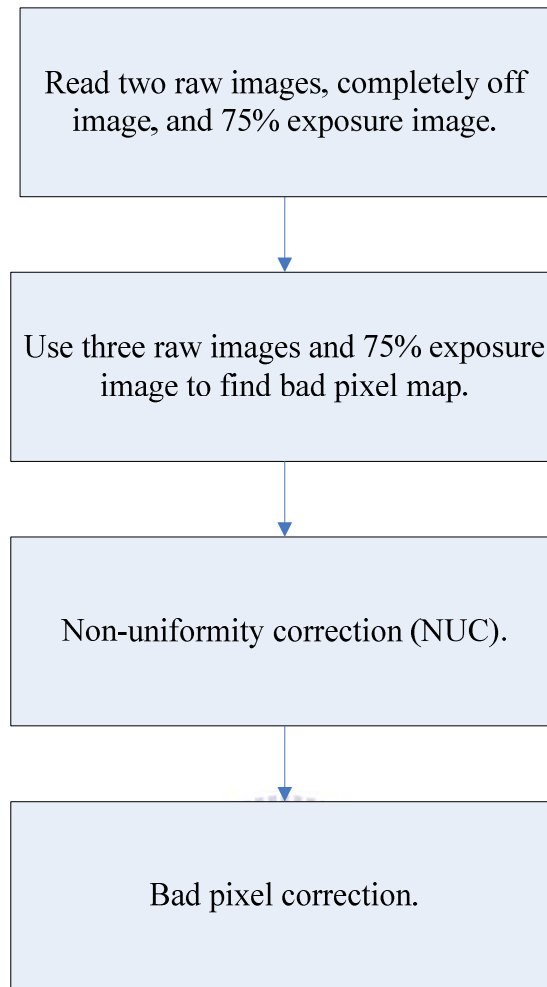 Read two raw images, completely off
image, and 75% exposure image.
Use three raw images and 75% exposure
image to find bad pixel map.
Non-uniformity correction (NUC).
Bad pixel correction.